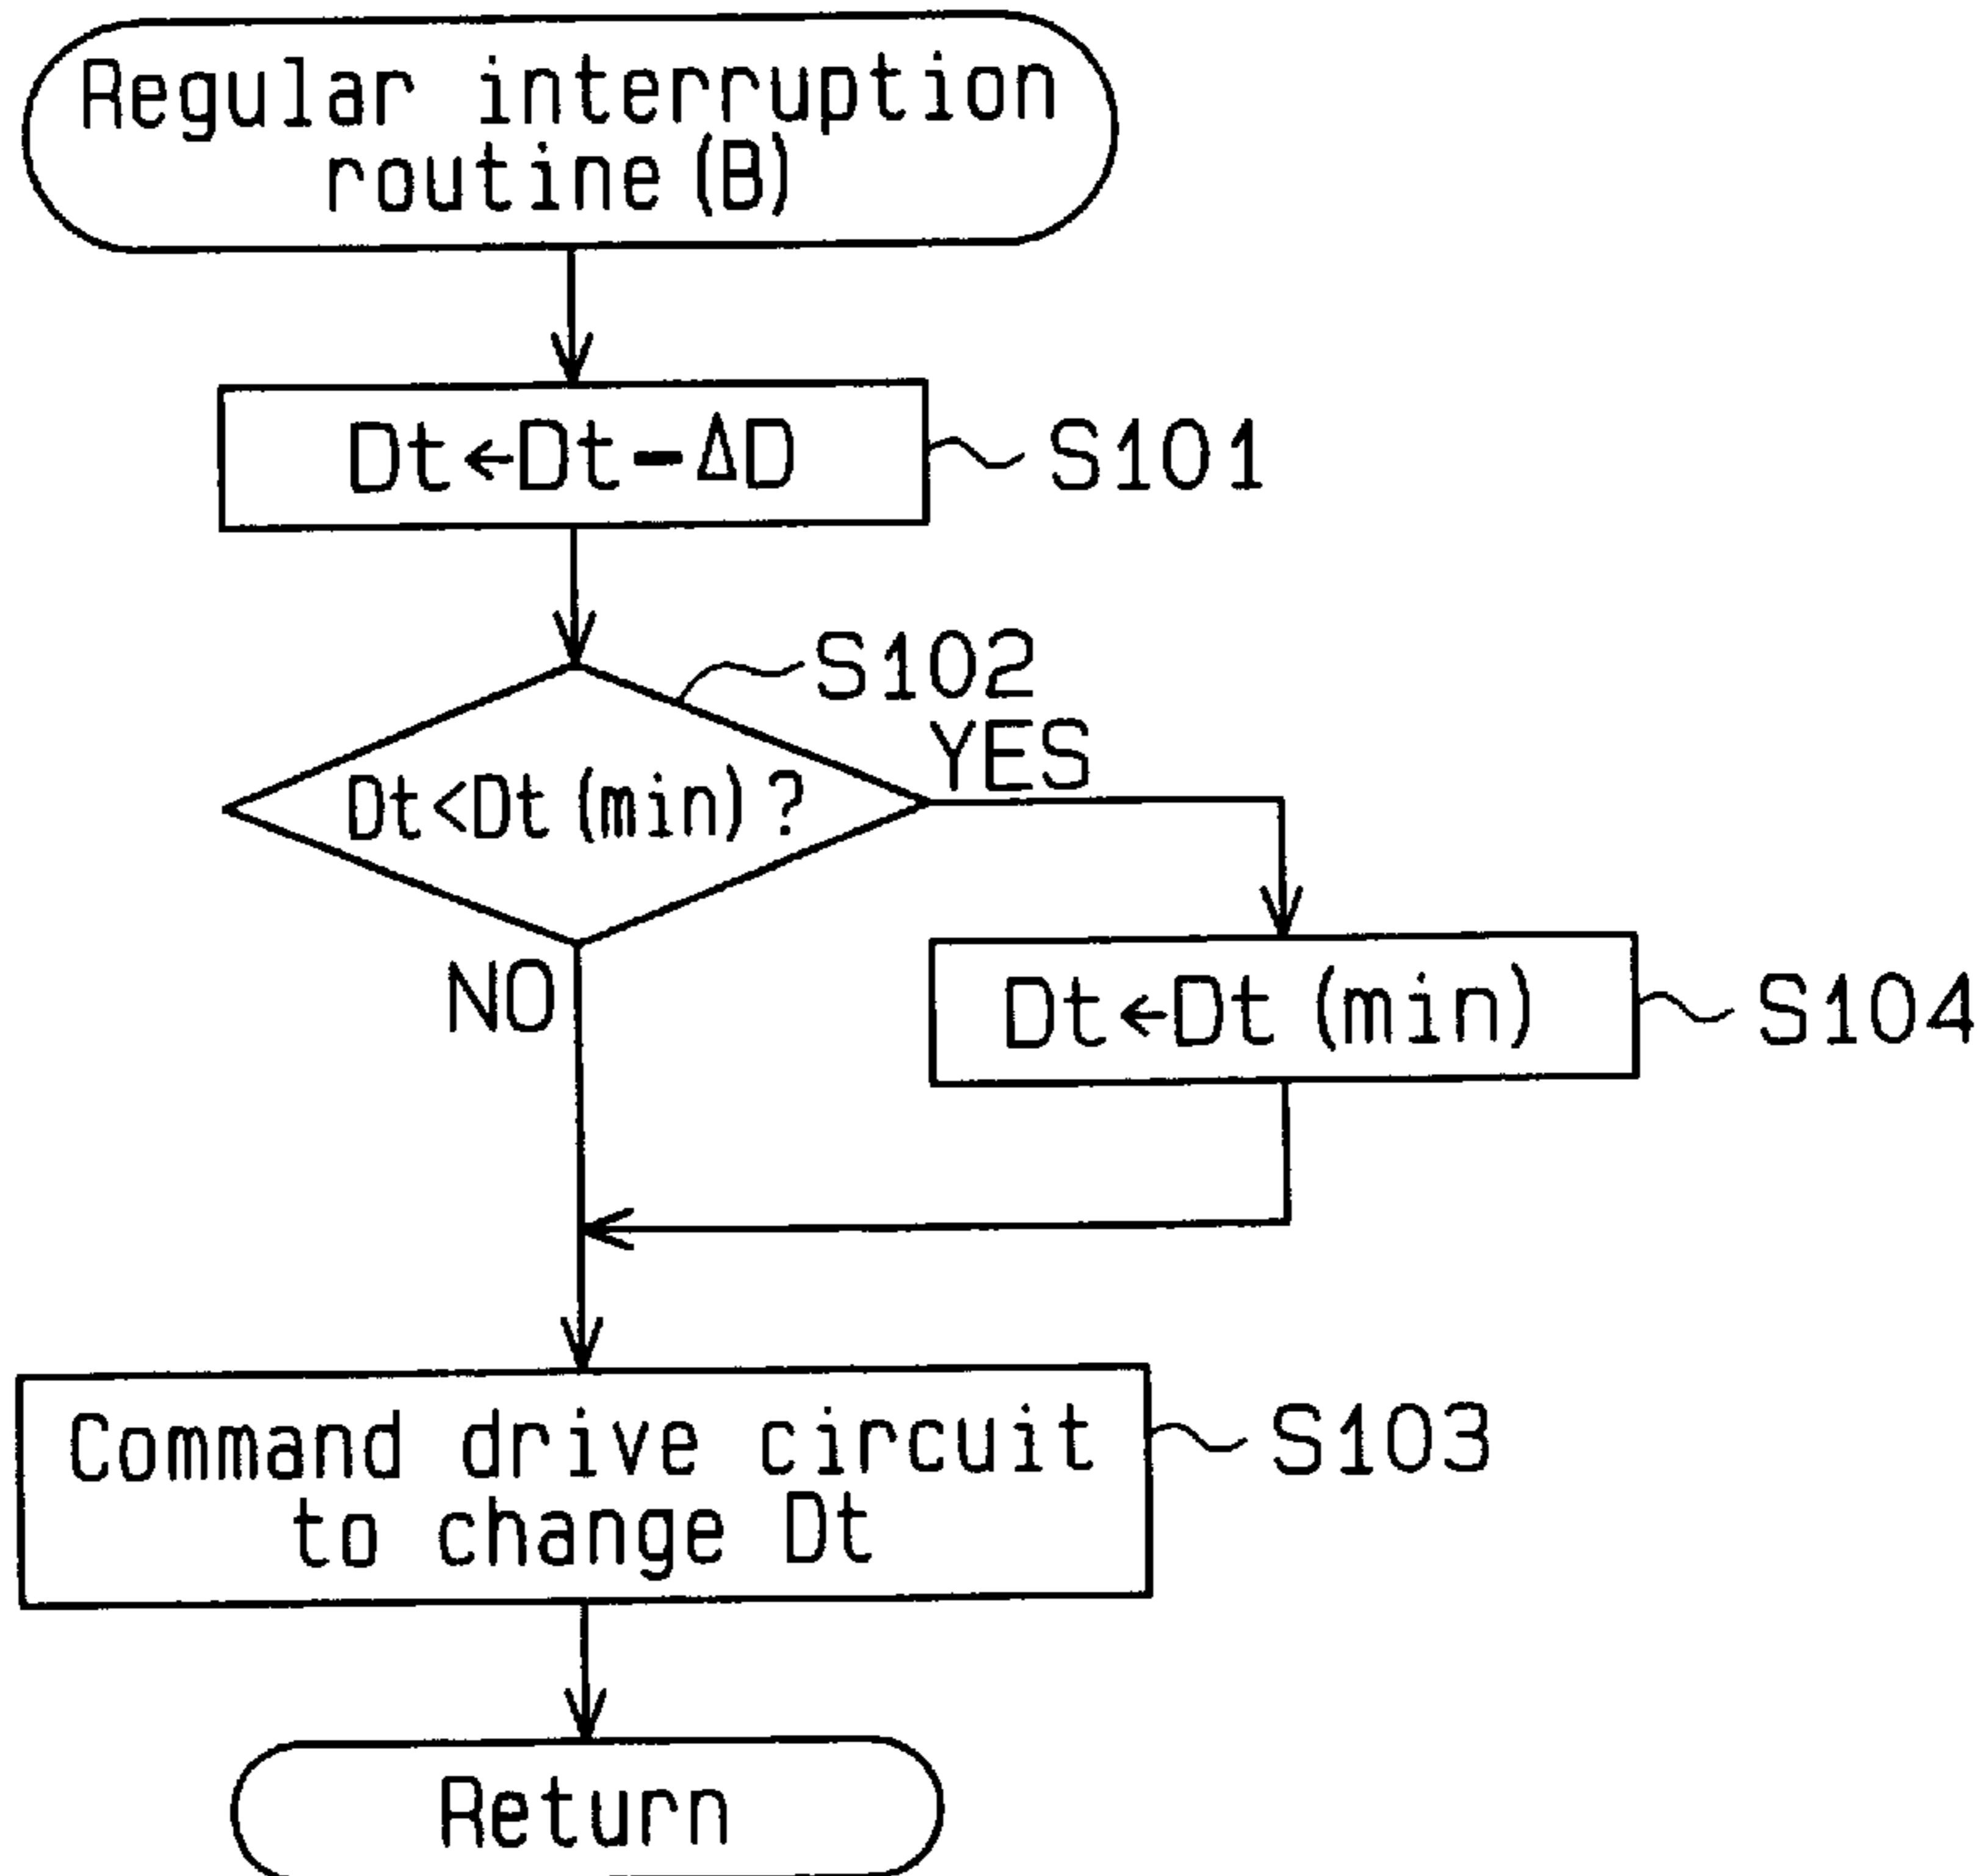 Regular interruption
routine(B)
Dt←Dt-ΔD
S101
S102
YES
Dt<Dt(min)?
NO
Dt←Dt(min)
S104
Command drive circuit
to change Dt
S103
Return